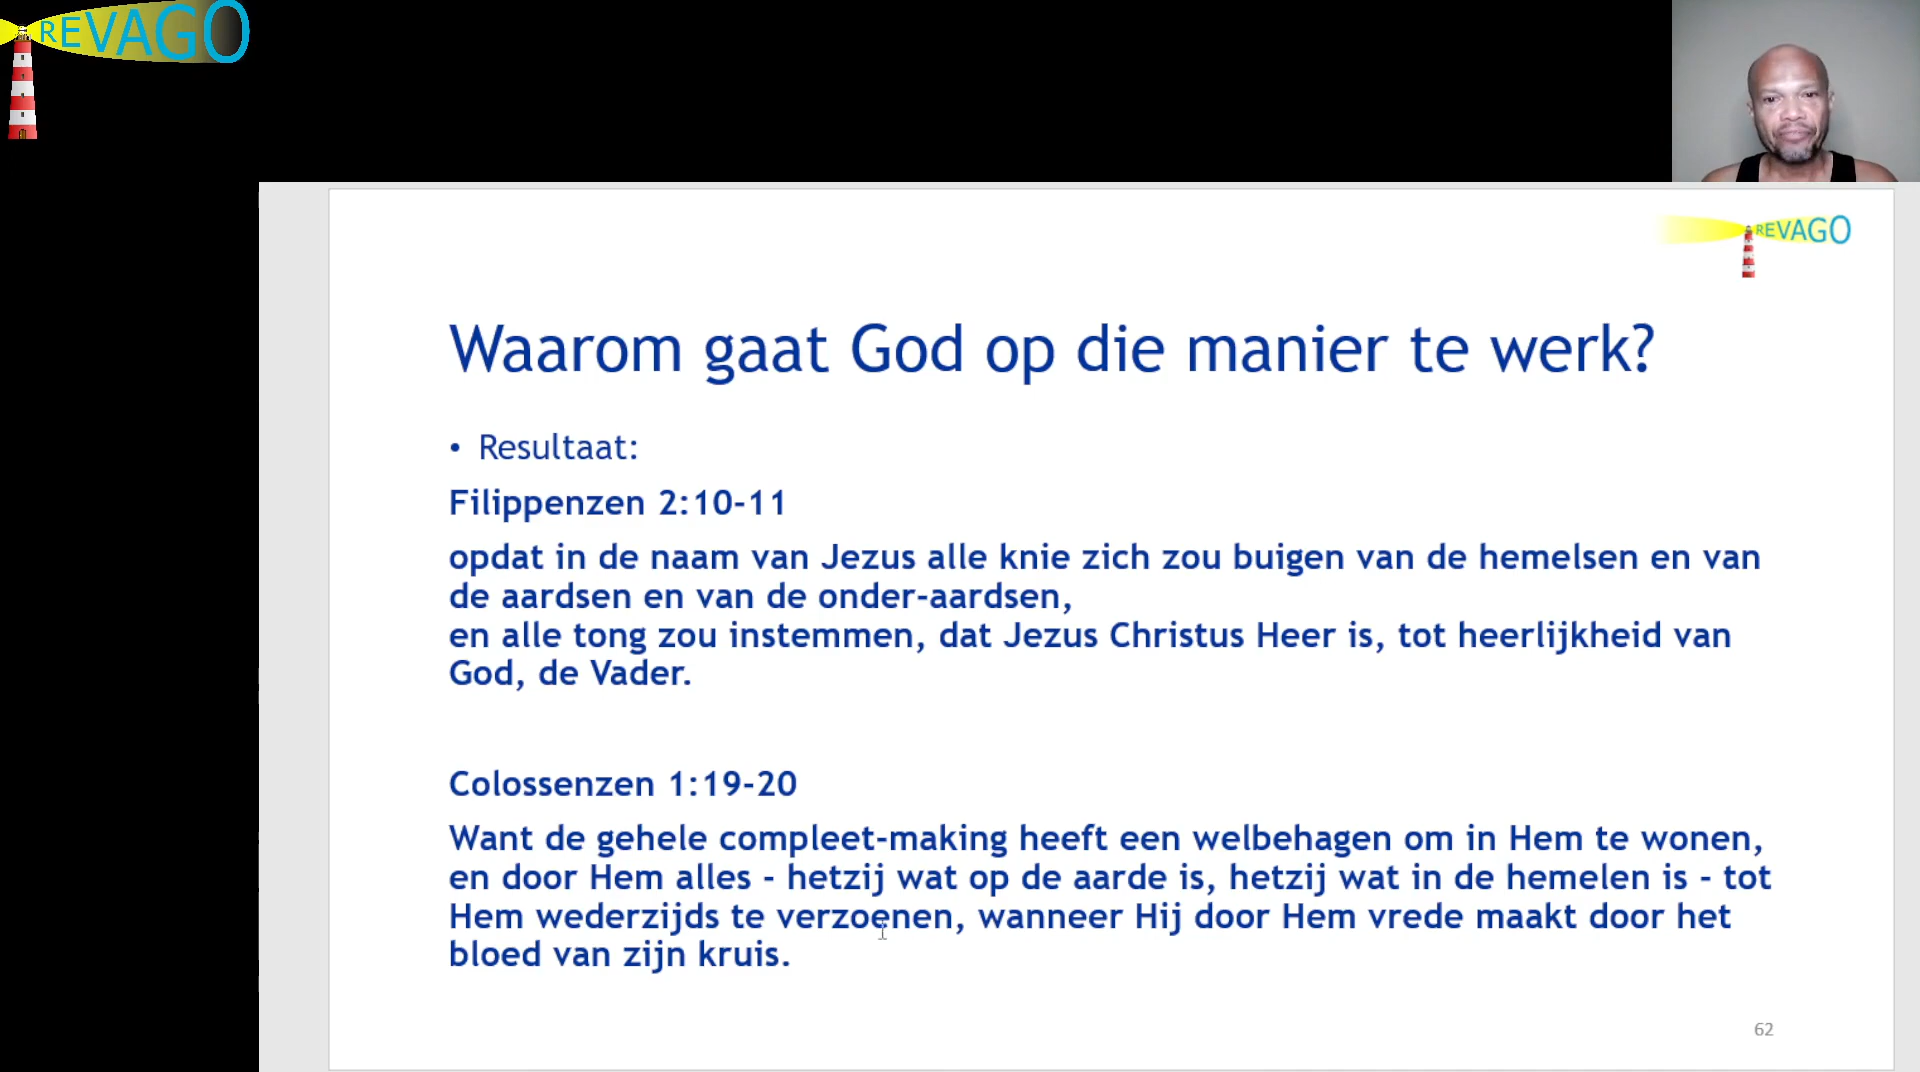 REVAGO
REVAGO
Waarom gaat God op die manier te werk?
• Resultaat:
Filippenzen 2:10-11
opdat in de naam van Jezus alle knie zich zou buigen van de hemelsen en van
de aardsen en van de onder-aardsen,
en alle tong zou instemmen, dat Jezus Christus Heer is, tot heerlijkheid van
God, de Vader.
Colossenzen 1:19-20
Want de gehele compleet-making heeft een welbehagen om in Hem te wonen,
en door Hem alles - hetzij wat op de aarde is, hetzij wat in de hemelen is - tot
Hem wederzijds te verzoenen, wanneer Hij door Hem vrede maakt door het
bloed van zijn kruis.
62